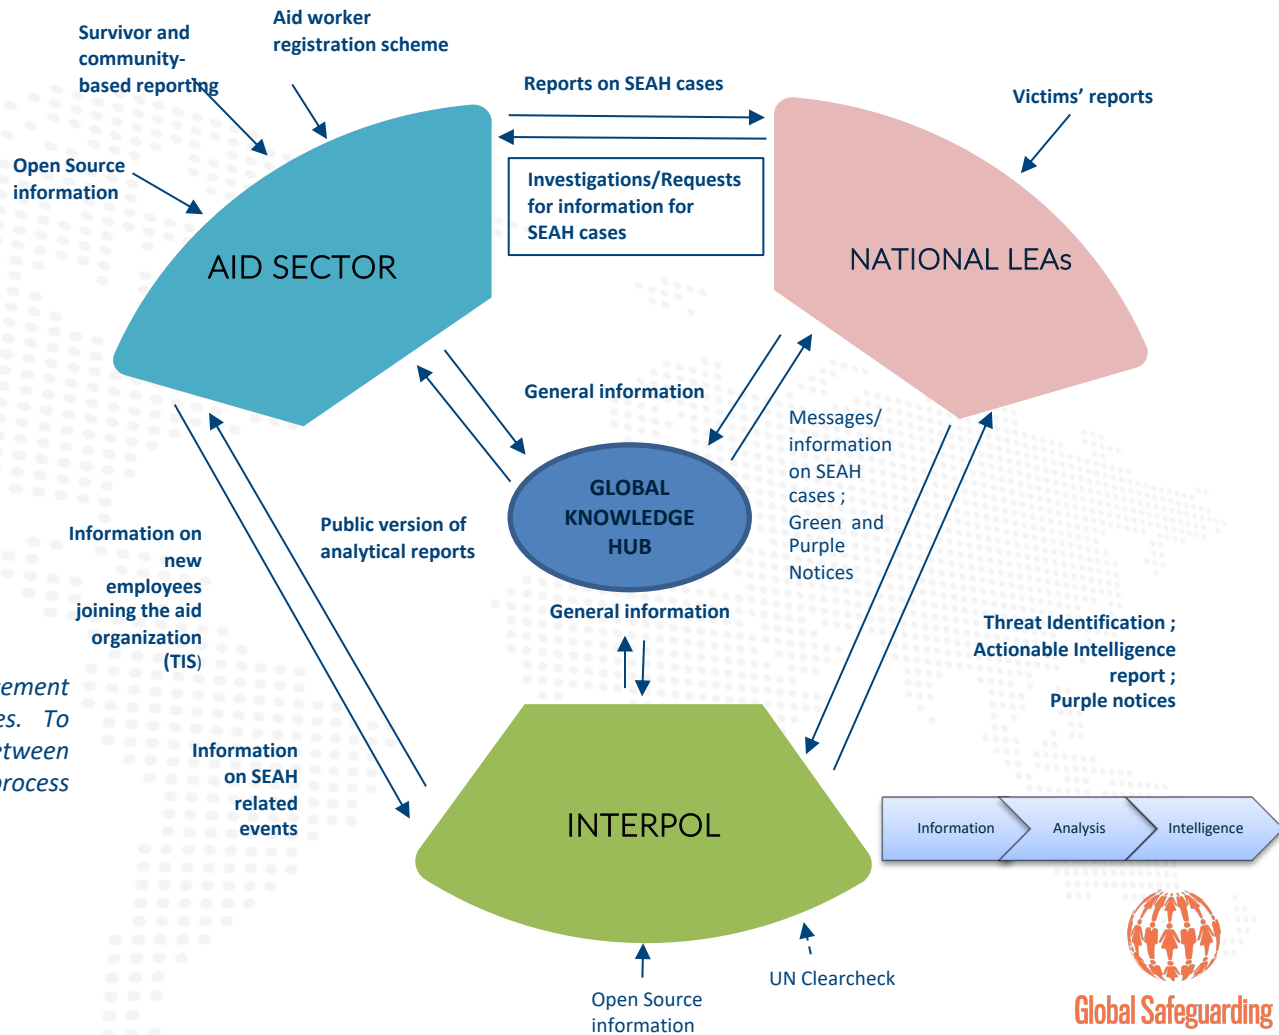 Survivor and
community-
based reporting
Aid worker
registration scheme
Open Source
information
Reports on SEAH cases
Investigations/Requests
for information for
SEAH cases
Victims’ reports
AID SECTOR
NATIONAL LEAs
General information
Messages/
information
on SEAH
cases ;
Green and
Purple
Notices
GLOBAL
KNOWLEDGE
HUB
Public version of
analytical reports
Information on
new
employees
joining the aid
organization
(TIS)
General information
Threat Identification ;
Actionable Intelligence
report ;
Purple notices
cement
es. To
etween
process
Information
on SEAH
related
events
INTERPOL
Information
Analysis
Intelligence
UN Clearcheck
Open Source
information
Global Safeguarding